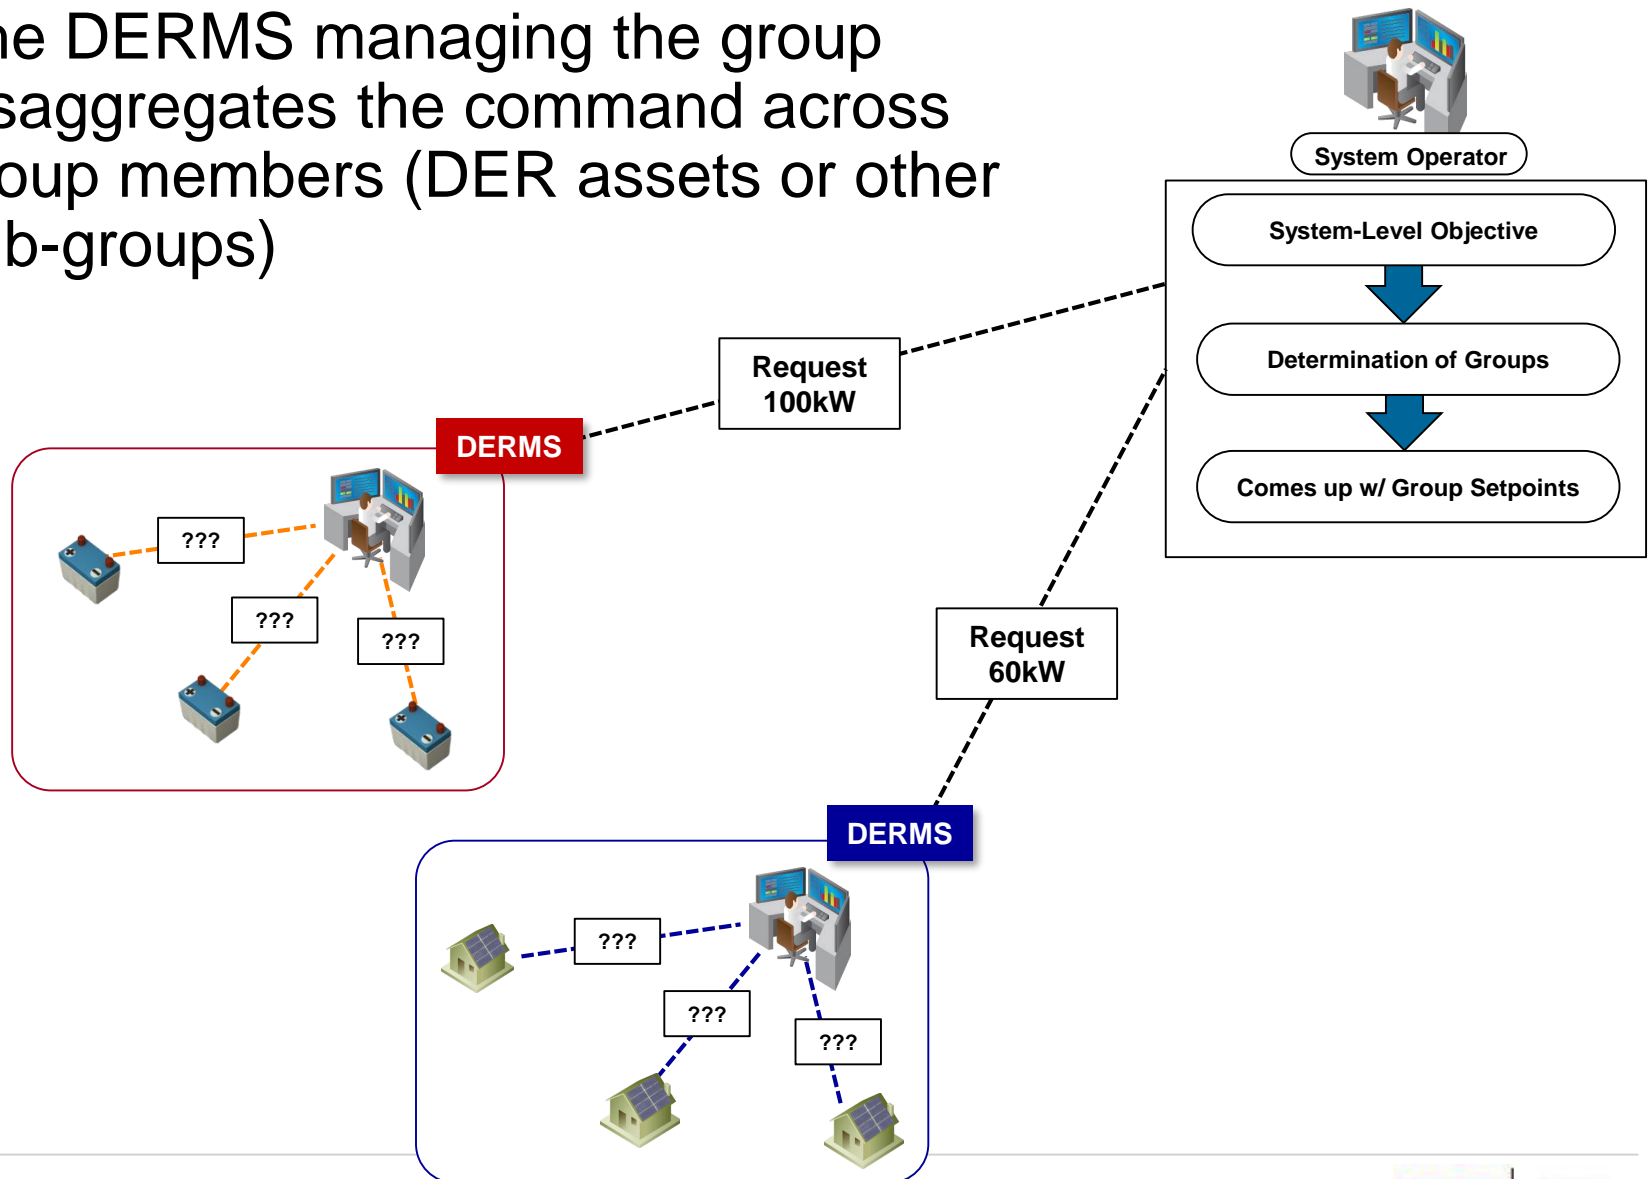 ne DERMS managing the group
saggregates the command across
oup members (DER assets or other
b-groups)
System Operator
System-Level Objective
Determination of Groups
Comes up w/ Group Setpoints
Request
100kW
DERMS
???
???
???
Request
60kW
DERMS
???
???
???